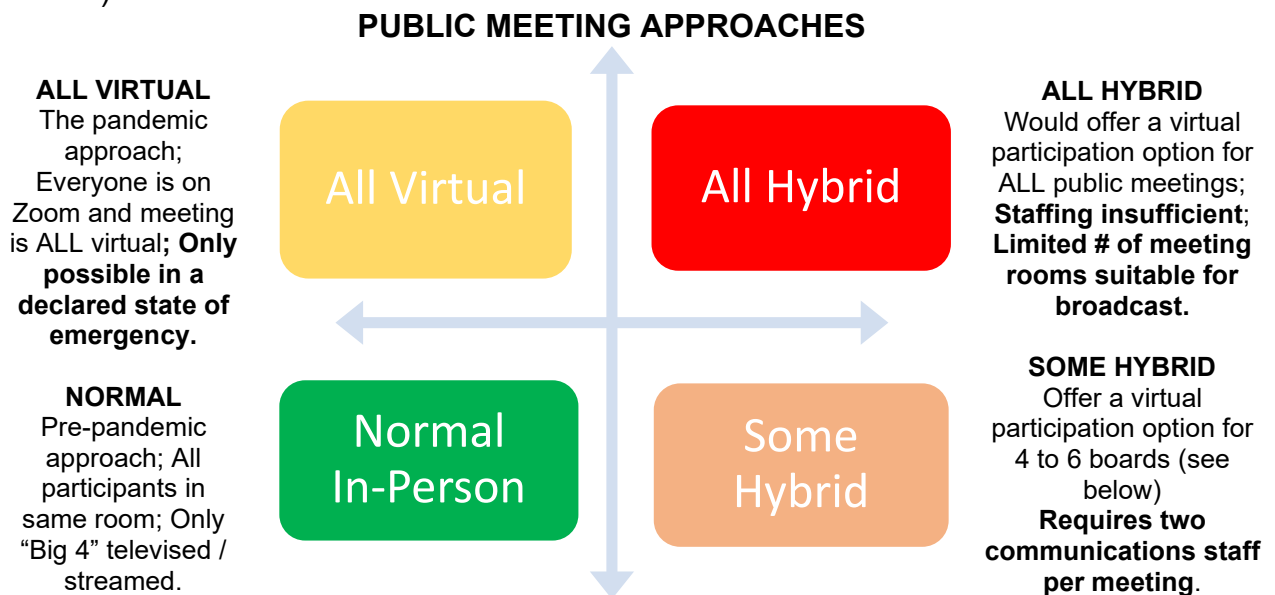 )
PUBLIC MEETING APPROACHES
ALL VIRTUAL
The pandemic
approach;
Everyone is on
Zoom and meeting
is ALL virtual; Only
possible in a
declared state of
emergency.
All Virtual
All Hybrid
ALL HYBRID
Would offer a virtual
participation option for
ALL public meetings;
Staffing insufficient;
Limited # of meeting
rooms suitable for
broadcast.
NORMAL
Pre-pandemic
approach; All
participants in
same room; Only
“Big 4” televised /
streamed.
Normal
In-Person
Some
Hybrid
SOME HYBRID
Offer a virtual
participation option for
4 to 6 boards (see
below)
Requires two
communications staff
per meeting.